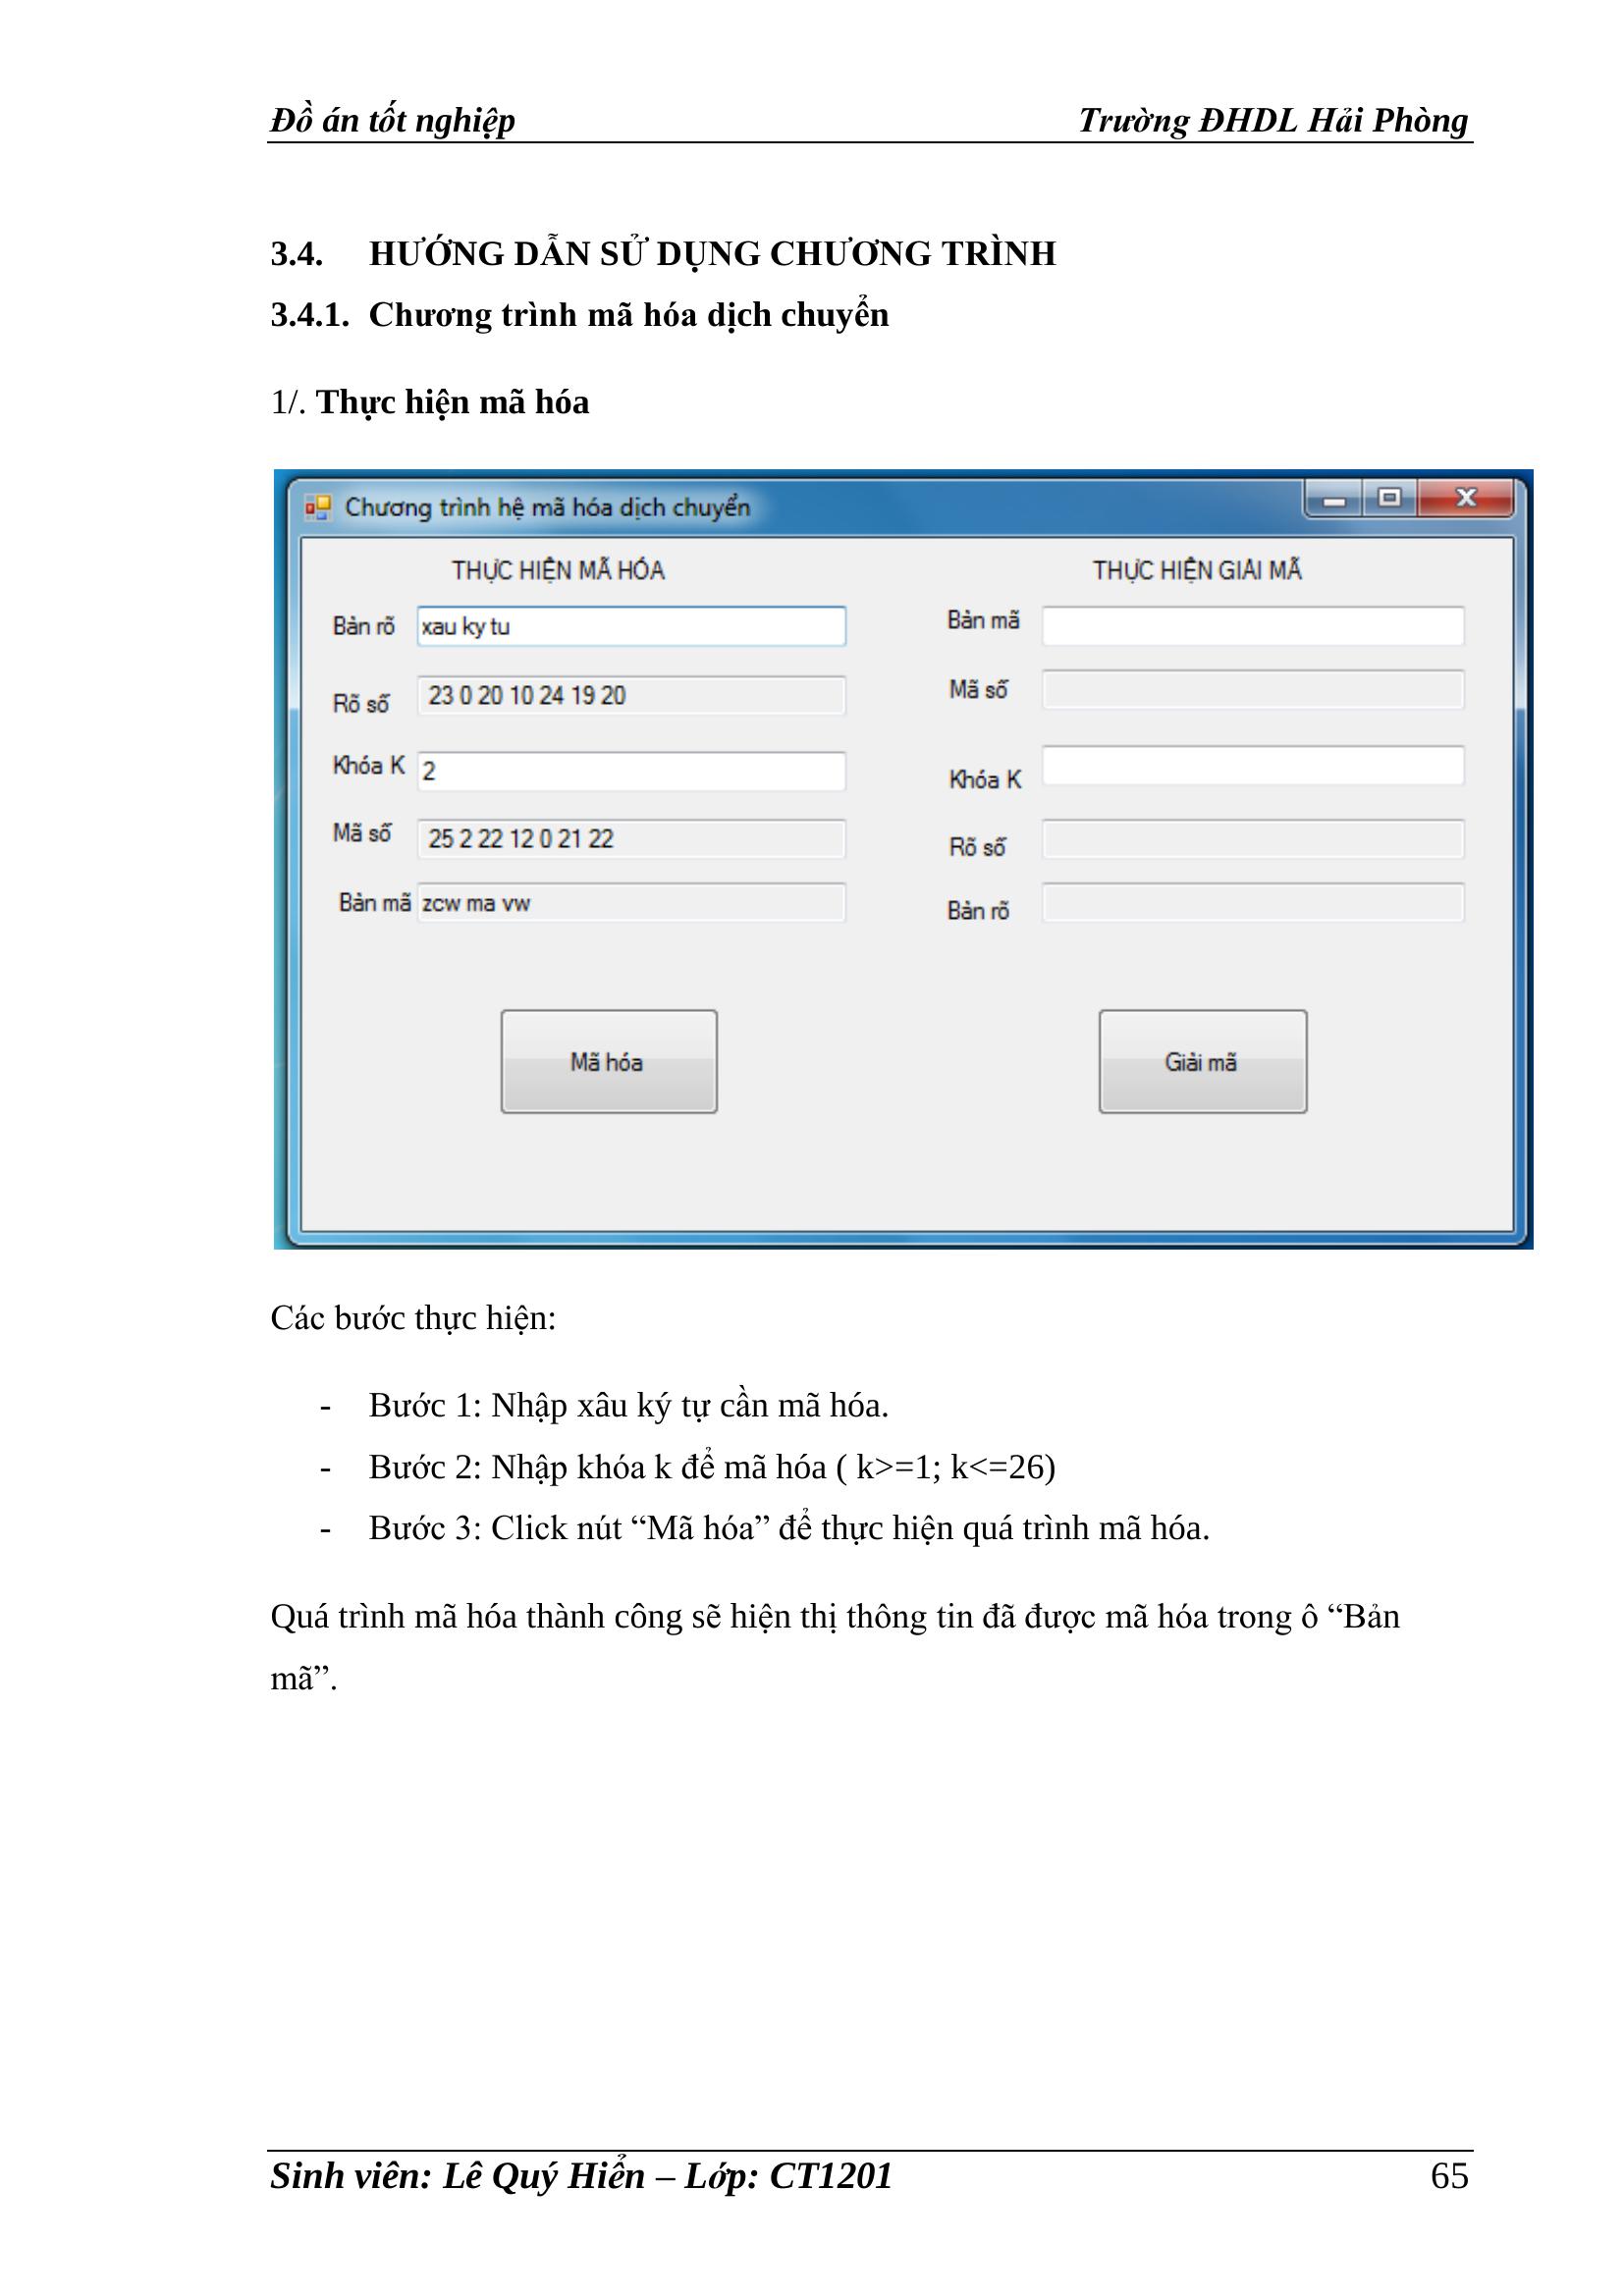 Đồ án tốt nghiệp Trường ĐHDL Hải Phòng
3.4. HƯỚNG DẪN SỬ DỤNG CHƯƠNG TRÌNH
3.4.1. Chương trình mã hóa dịch chuyển
1/. Thực hiện mã hóa
Chương trình hệ mã hóa dịch chuyển
THỰC HIỆN MÃ HÓA
Bản rõ xau ky tu
Rõ số 23 0 20 10 24 19 20
Khóa K 2
Mã số 25 2 22 12 0 21 22
Bản mã zcw ma vw
Mã hóa
THỰC HIỆN GIẢI MÃ
Bản mã
Mã số
Khóa K
Rõ số
Bản rõ
Giải mã
Các bước thực hiện:
- Bước 1: Nhập xâu ký tự cần mã hóa.
- Bước 2: Nhập khóa k để mã hóa ( k>=1; k<=26)
- Bước 3: Click nút “Mã hóa” để thực hiện quá trình mã hóa.
Quá trình mã hóa thành công sẽ hiện thị thông tin đã được mã hóa trong ô “Bản
mã”.
Sinh viên: Lê Quý Hiển – Lớp: CT1201 65